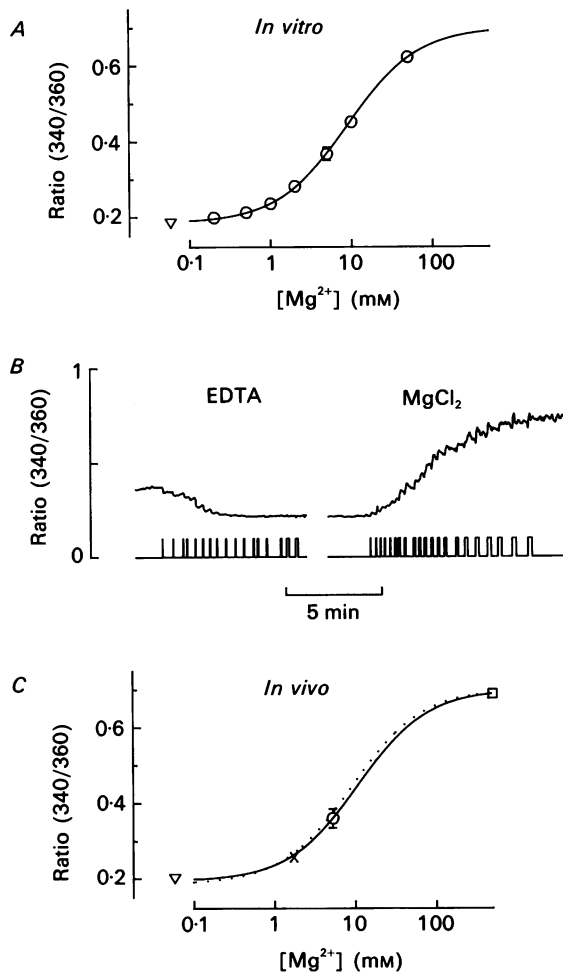 A
In vitro
Ratio (340/360)
0·6
0·4
0·2
0·1 1 10 100
[Mg²⁺] (mM)
B
Ratio (340/360)
1
0
EDTA
MgCl₂
5 min
C
In vivo
Ratio (340/360)
0·6
0·4
0·2
0·1 1 10 100
[Mg²⁺] (mM)